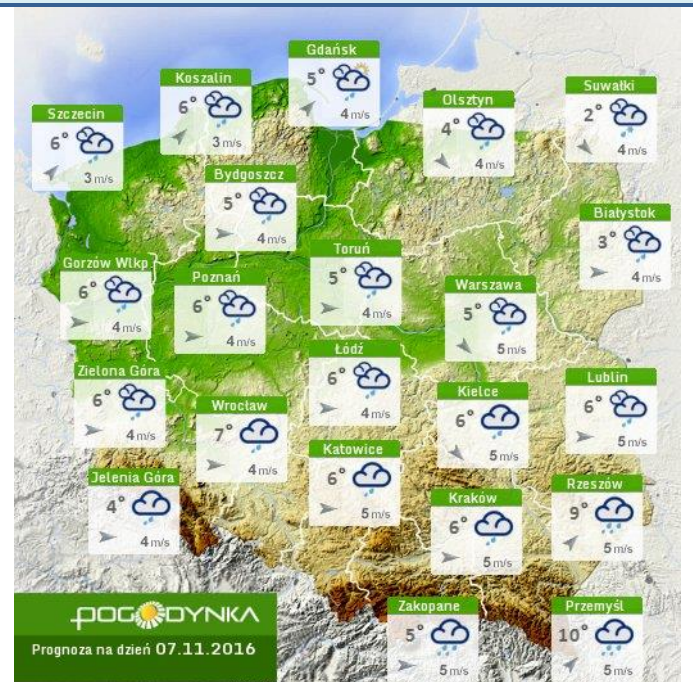 Gdańsk
5°
4 m/s
Koszalin
6°
3 m/s
Szczecin
6°
3 m/s
Olsztyn
4°
4 m/s
Suwałki
2°
4 m/s
Bydgoszcz
5°
4 m/s
Białystok
3°
4 m/s
Gorzów Wlkp
6°
4 m/s
Poznań
6°
4 m/s
Toruń
5°
4 m/s
Warszawa
5°
5 m/s
Łódź
6°
4 m/s
Zielona Góra
6°
4 m/s
Wrocław
7°
4 m/s
Kielce
6°
5 m/s
Lublin
6°
5 m/s
Katowice
6°
5 m/s
Jelenia Góra
4°
4 m/s
Kraków
6°
5 m/s
Rzeszów
9°
5 m/s
Zakopane
5°
5 m/s
Przemyśl
10°
5 m/s
POGODYNKA
Prognoza na dzień 07.11.2016